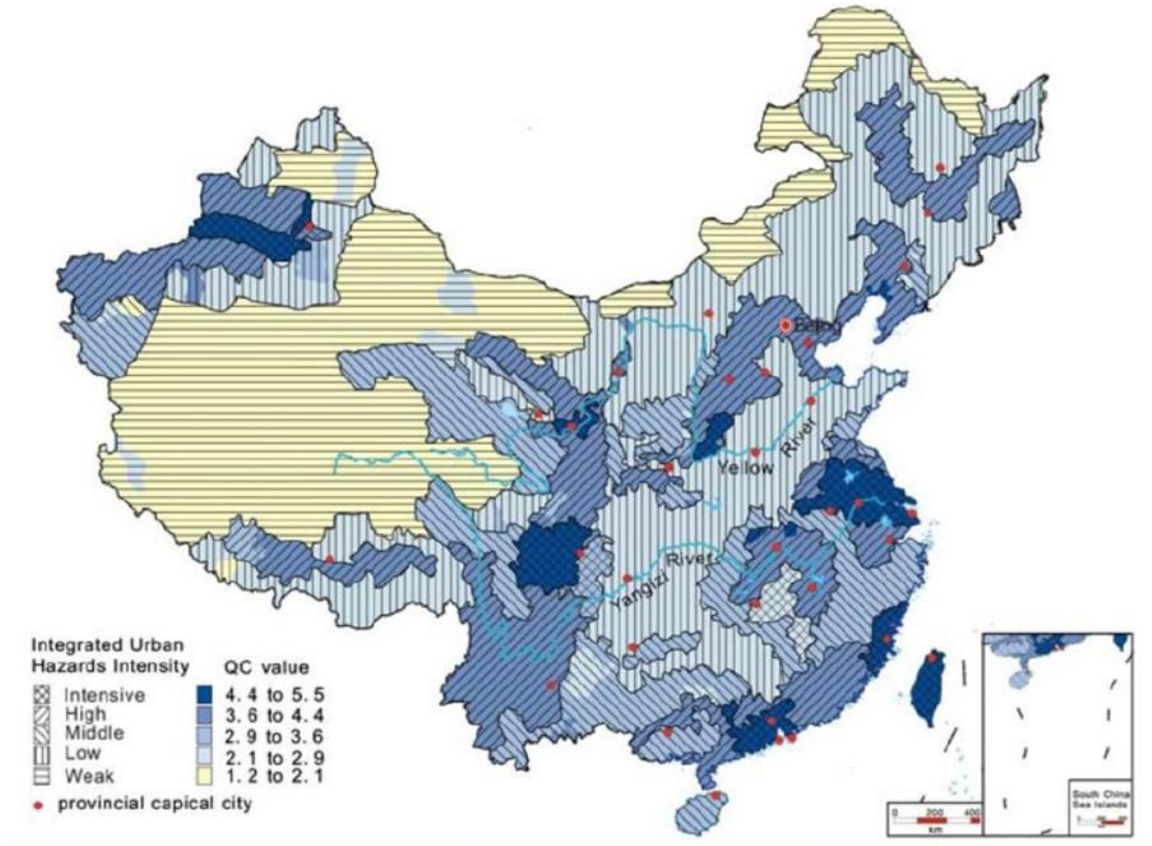 Beijing
Yellow River
Yangizi River
Integrated Urban
Hazards Intensity
QC value
Intensive
4. 4 to 5. 5
High
3. 6 to 4. 4
Middle
2. 9 to 3. 6
Low
2. 1 to 2. 9
Weak
1. 2 to 2. 1
provincial capical city
0 200 400
km
South China
Sea Islands